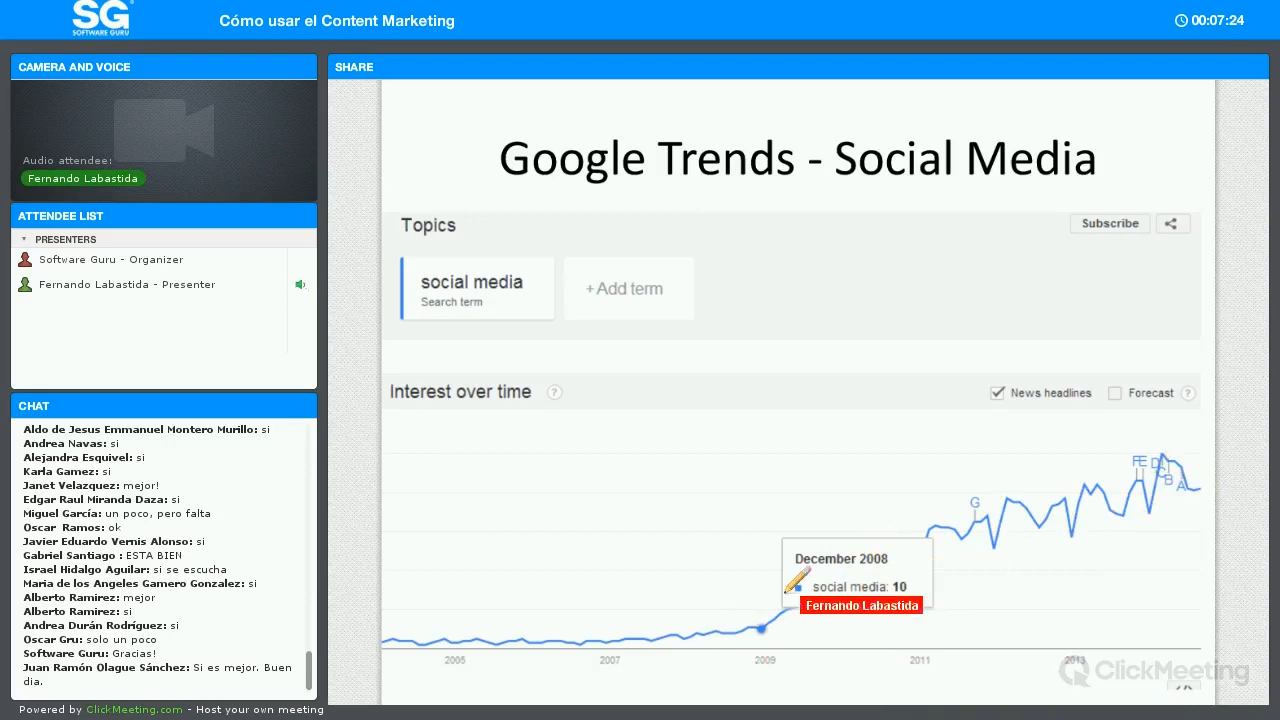 SG
SOFTWARE GURU
Cómo usar el Content Marketing
00:07:24
CAMERA AND VOICE
Audio attendee:
Fernando Labastida
ATTENDEE LIST
PRESENTERS
Software Guru - Organizer
Fernando Labastida - Presenter
CHAT
Aldo de Jesus Emmanuel Montero Murillo: si
Andrea Navas: si
Alejandra Esquivel: si
Karla Gamez: si
Janet Velazquez: mejor!
Edgar Raul Miranda Daza: si
Miguel García: un poco, pero falta
Oscar Ramos: ok
Javier Eduardo Vernis Alonso: si
Gabriel Santiago : ESTA BIEN
Israel Hidalgo Aguilar: si se escucha
Maria de los Angeles Gamero Gonzalez: si
Alberto Ramirez: mejor
Alberto Ramirez: si
Andrea Durán Rodríguez: si
Oscar Gru: solo un poco
Software Guru: Gracias!
Juan Ramón Olague Sánchez: Si es mejor. Buen
dia.
Powered by ClickMeeting.com - Host your own meeting
SHARE
Google Trends - Social Media
Topics
Subscribe
social media
Search term
+Add term
Interest over time ?
News headlines
Forecast ?
G
F E D C B A
December 2008
social media: 10
Fernando Labastida
2005 2007 2009 2011 2013
ClickMeeting